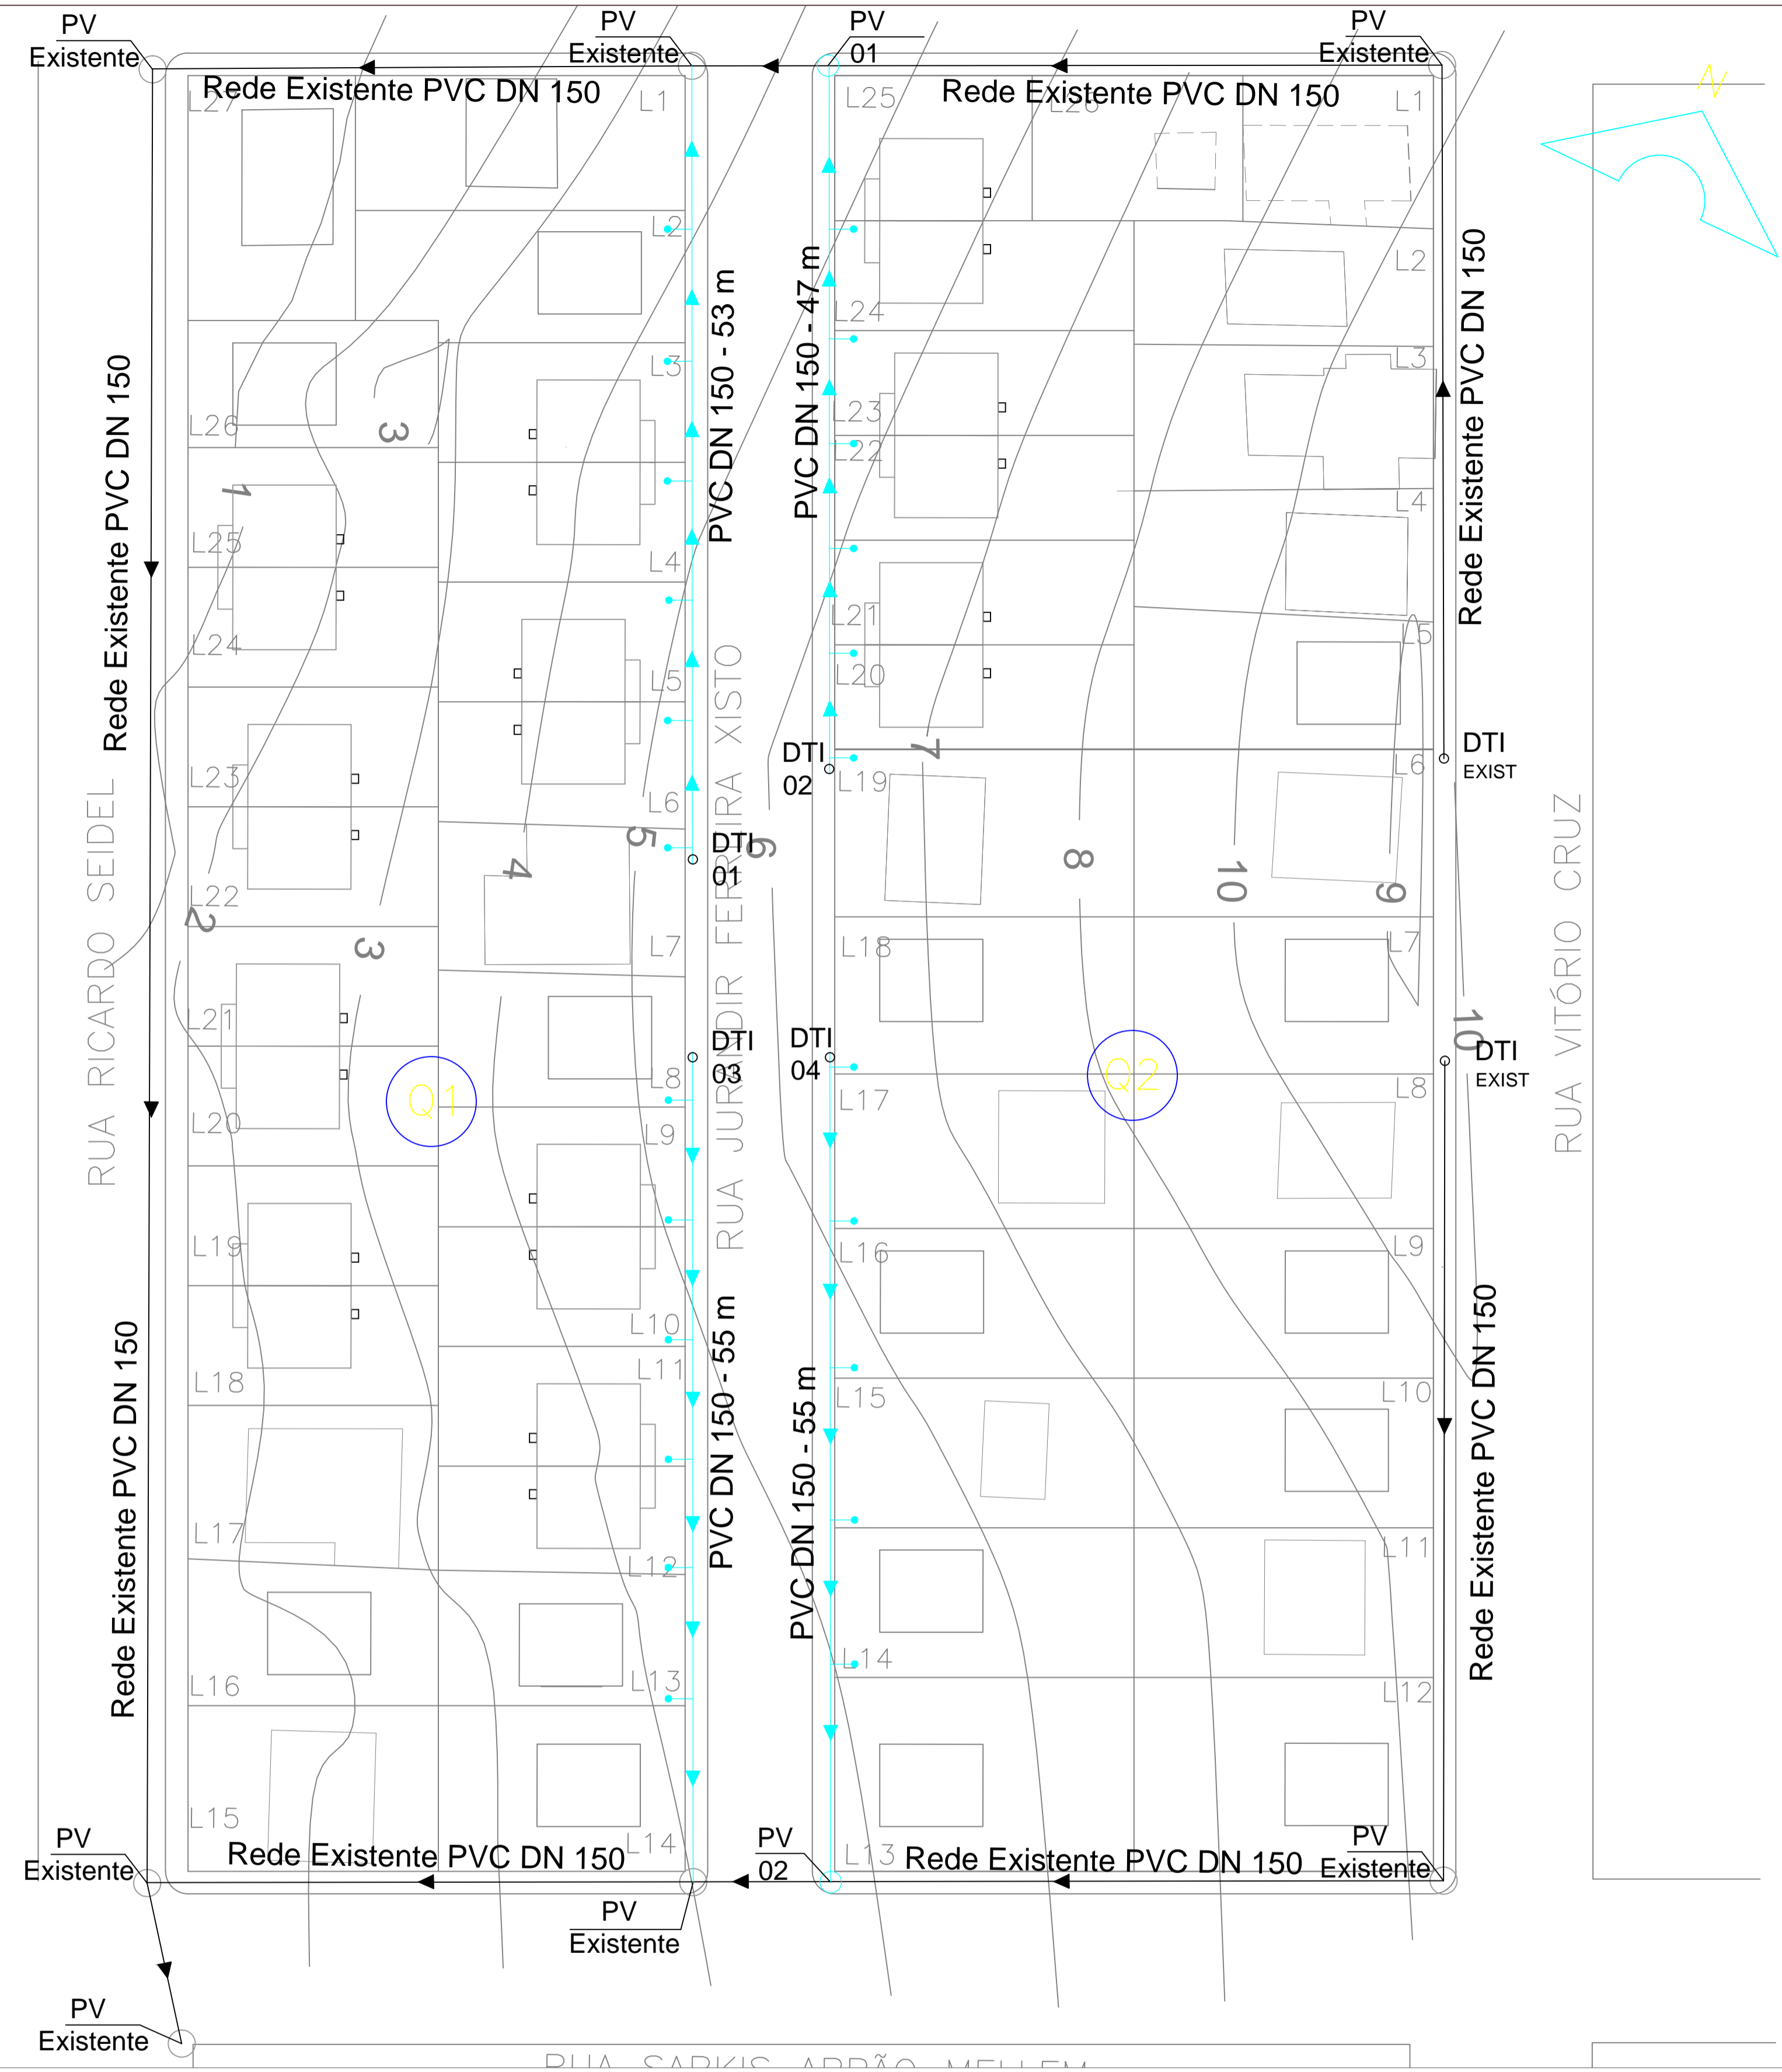 PV
Existente
PV
Existente
PV
01
PV
Existente
N
Rede Existente PVC DN 150
Rede Existente PVC DN 150
L27
L1
L25
L26
L1
L2
L2
L3
L24
L3
L26
L23
L22
L4
L25
L4
L24
L21
L5
L5
L20
L23
L6
L19
L6
L22
L7
L18
L7
L21
L8
L17
L8
L20
L9
L16
L9
L19
L10
L15
L10
L18
L11
L17
L12
L11
L16
L13
L14
L12
L15
L14
L13
Rede Existente PVC DN 150
Rede Existente PVC DN 150
PVC DN 150 - 53 m
PVC DN 150 - 47 m
Rede Existente PVC DN 150
Rede Existente PVC DN 150
PVC DN 150 - 55 m
PVC DN 150 - 55 m
Rede Existente PVC DN 150
Rede Existente PVC DN 150
RUA RICARDO SEIDEL
RUA JURANDIR FERREIRA XISTO
RUA VITÓRIO CRUZ
3
1
2
3
4
5
6
7
8
10
9
10
DTI
01
DTI
02
DTI
EXIST
DTI
03
DTI
04
DTI
EXIST
Q1
Q2
PV
Existente
PV
02
PV
Existente
PV
Existente
PV
Existente
RUA SARKIS ABRÃO MELLEM